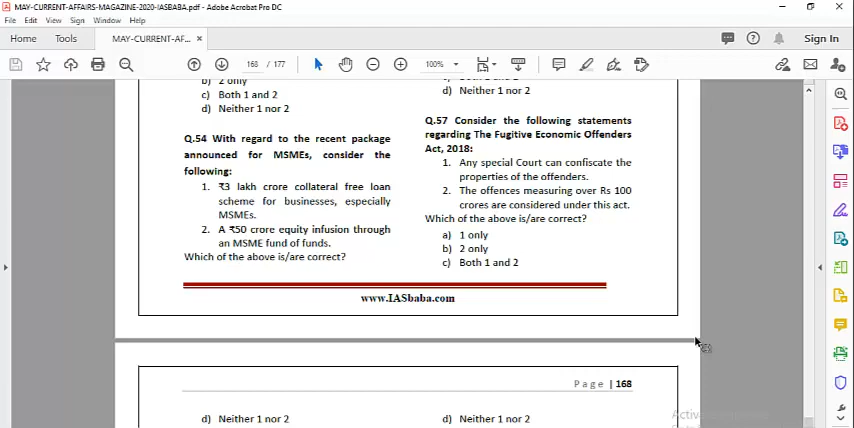 MAY-CURRENT-AFFAIRS-MAGAZINE-2020-IASBABA.pdf - Adobe Acrobat Pro DC
File Edit View Sign Window Help
Home Tools MAY-CURRENT-AF... × Sign In
168 / 177 100%
b) 2 only
c) Both 1 and 2
d) Neither 1 nor 2
Q.54 With regard to the recent package
announced for MSMEs, consider the
following:
1. ₹3 lakh crore collateral free loan
scheme for businesses, especially
MSMEs.
2. A ₹50 crore equity infusion through
an MSME fund of funds.
Which of the above is/are correct?
d) Neither 1 nor 2
Q.57 Consider the following statements
regarding The Fugitive Economic Offenders
Act, 2018:
1. Any special Court can confiscate the
properties of the offenders.
2. The offences measuring over Rs 100
crores are considered under this act.
Which of the above is/are correct?
a) 1 only
b) 2 only
c) Both 1 and 2
www.IASbaba.com
Page | 168
d) Neither 1 nor 2
d) Neither 1 nor 2